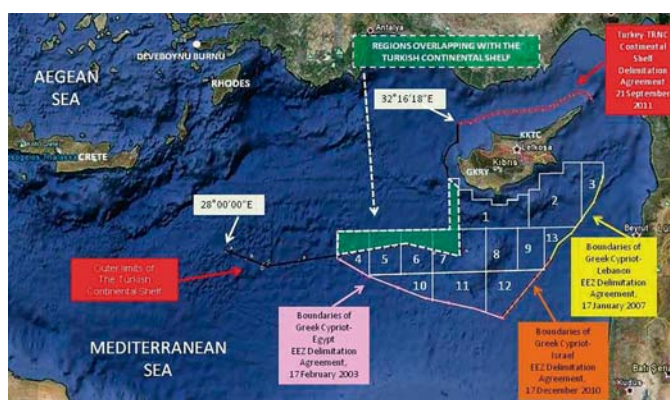 Antalya
DEVEBOYNU BURNU
REGIONS OVERLAPPING WITH THE
TURKISH CONTINENTAL SHELF
Turkey TRNC
Continental
Shelf
Delimitation
Agreement
21 September
2011
AEGEAN
SEA
RHODES
32°16'18"E
KKTC
Lefkoşa
CRETE
Kıbrıs
GKRY
28°00'00"E
1
2
3
Beyrut
4
5
6
7
8
9
13
10
11
12
Outer limits of
The Turkish
Continental Shelf
Boundaries of
Greek Cypriot-
Lebanon
EEZ Delimitation
Agreement,
17 January 2007
Boundaries of
Greek Cypriot-
Egypt
EEZ Delimitation
Agreement,
17 February 2003
Boundaries of
Greek Cypriot-
Israel
EEZ Delimitation
Agreement,
17 December 2010
MEDITERRANEAN
SEA
Kudüs